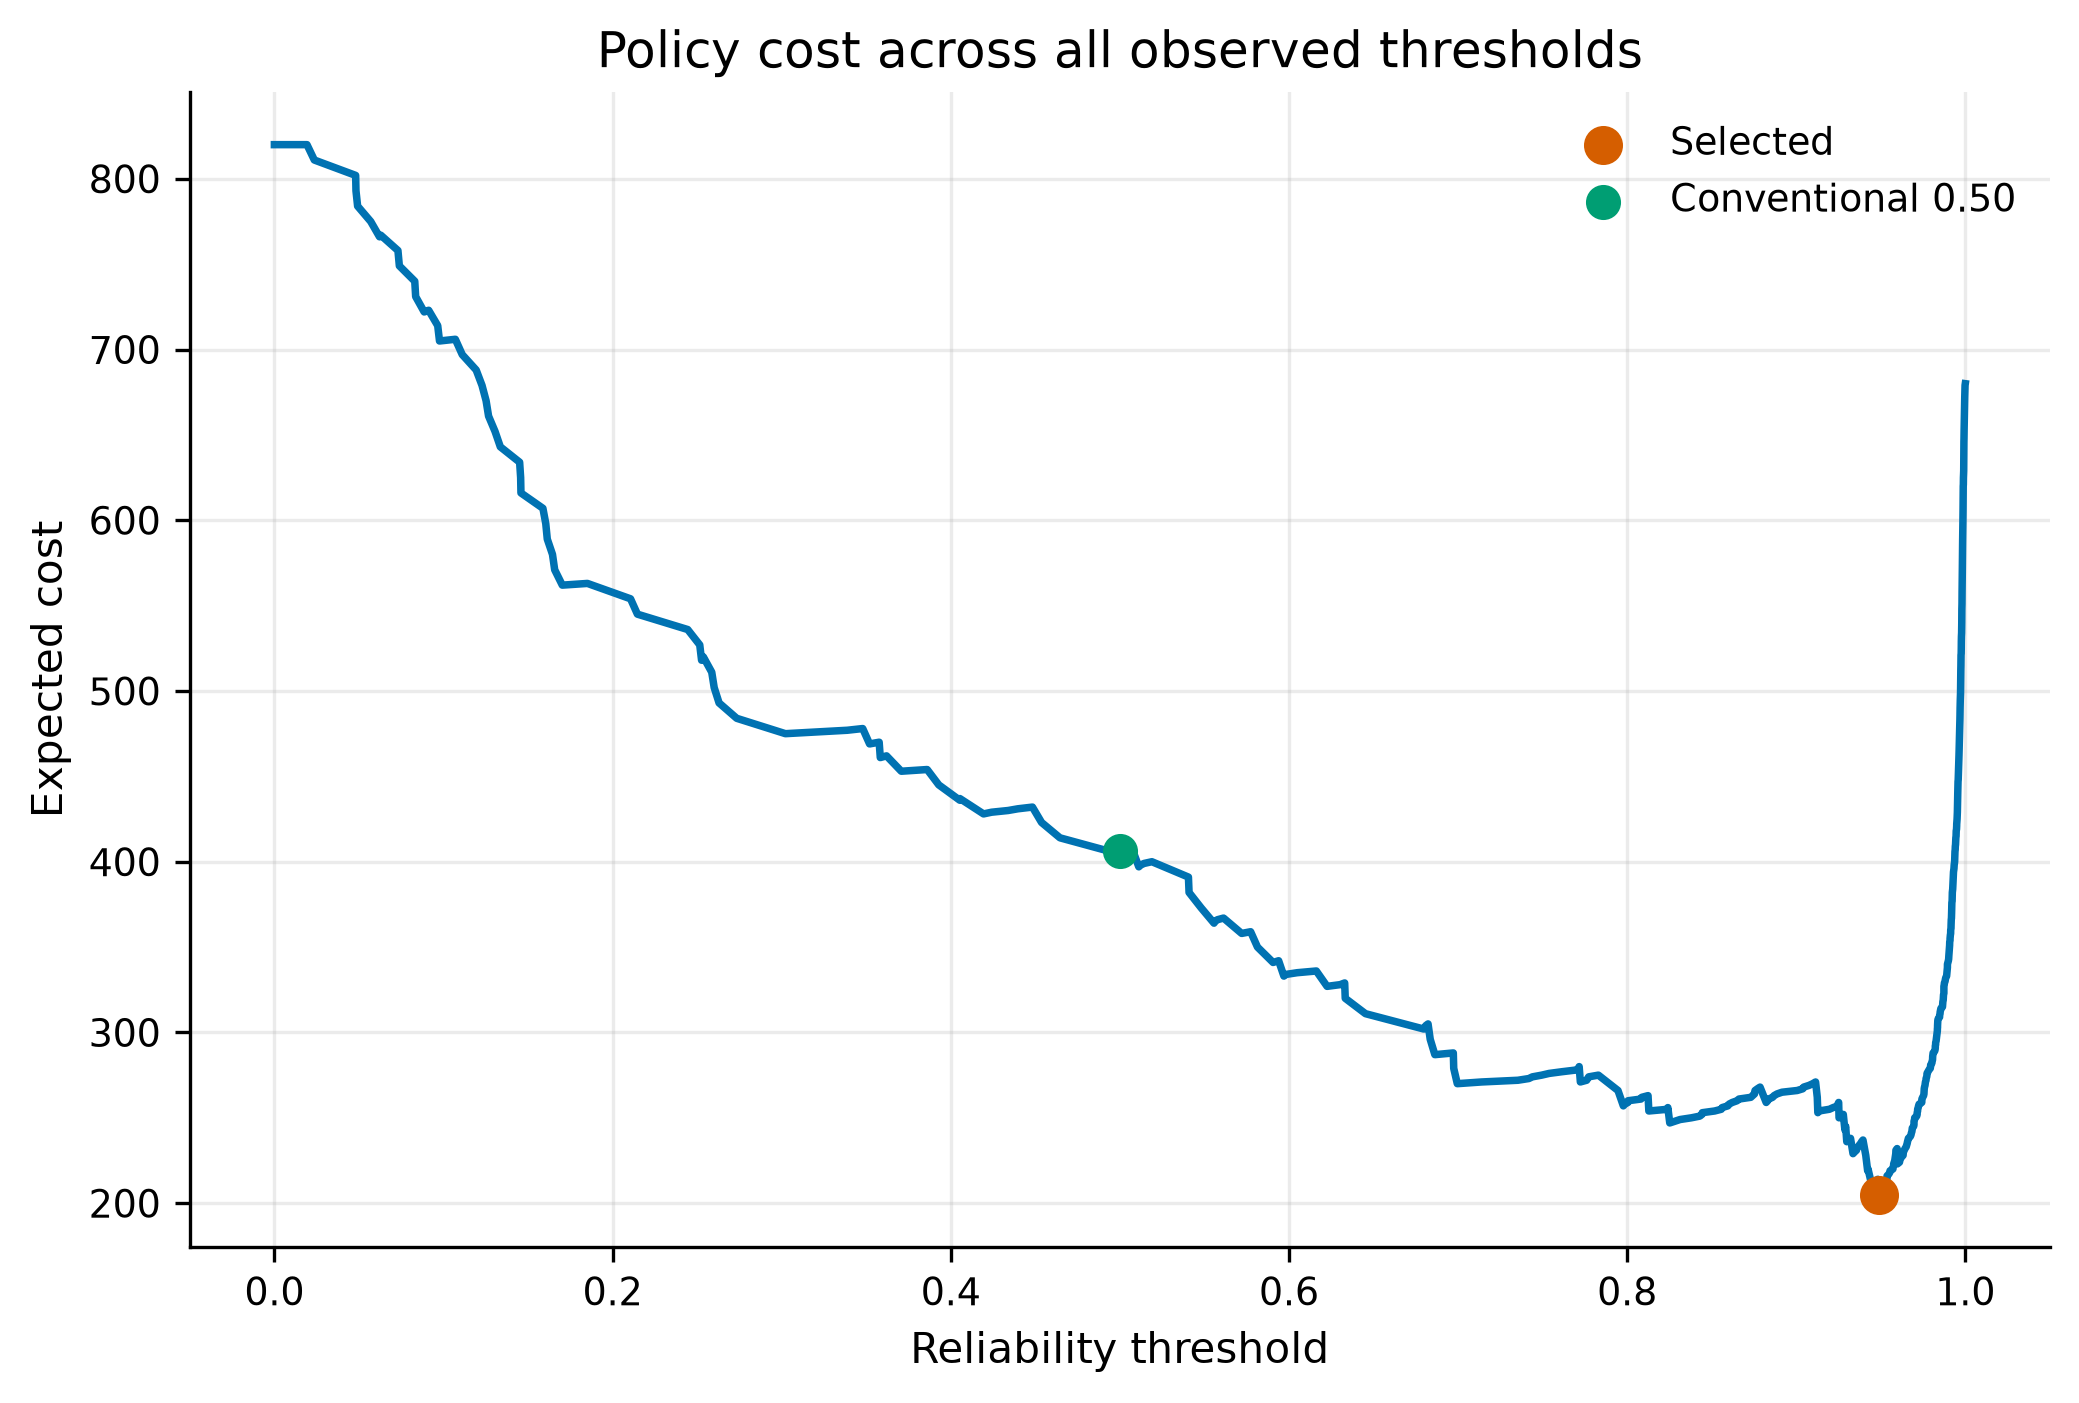 Policy cost across all observed thresholds
Selected
Conventional 0.50
Expected cost
800
700
600
500
400
300
200
0.0 0.2 0.4 0.6 0.8 1.0
Reliability threshold